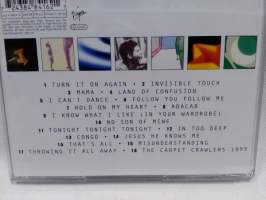 Virgin
24384 84162
1 TURN IT ON AGAIN • 2 INVISIBLE TOUCH
3 MAMA • 4 LAND OF CONFUSION
5 I CAN'T DANCE • 6 FOLLOW YOU FOLLOW ME
7 HOLD ON MY HEART • 8 ABACAB
9 I KNOW WHAT I LIKE (IN YOUR WARDROBE)
10 NO SON OF MINE
11 TONIGHT TONIGHT TONIGHT • 12 IN TOO DEEP
13 CONGO • 14 JESUS HE KNOWS ME
15 THAT'S ALL • 16 MISUNDERSTANDING
17 THROWING IT ALL AWAY • 18 THE CARPET CRAWLERS 1999